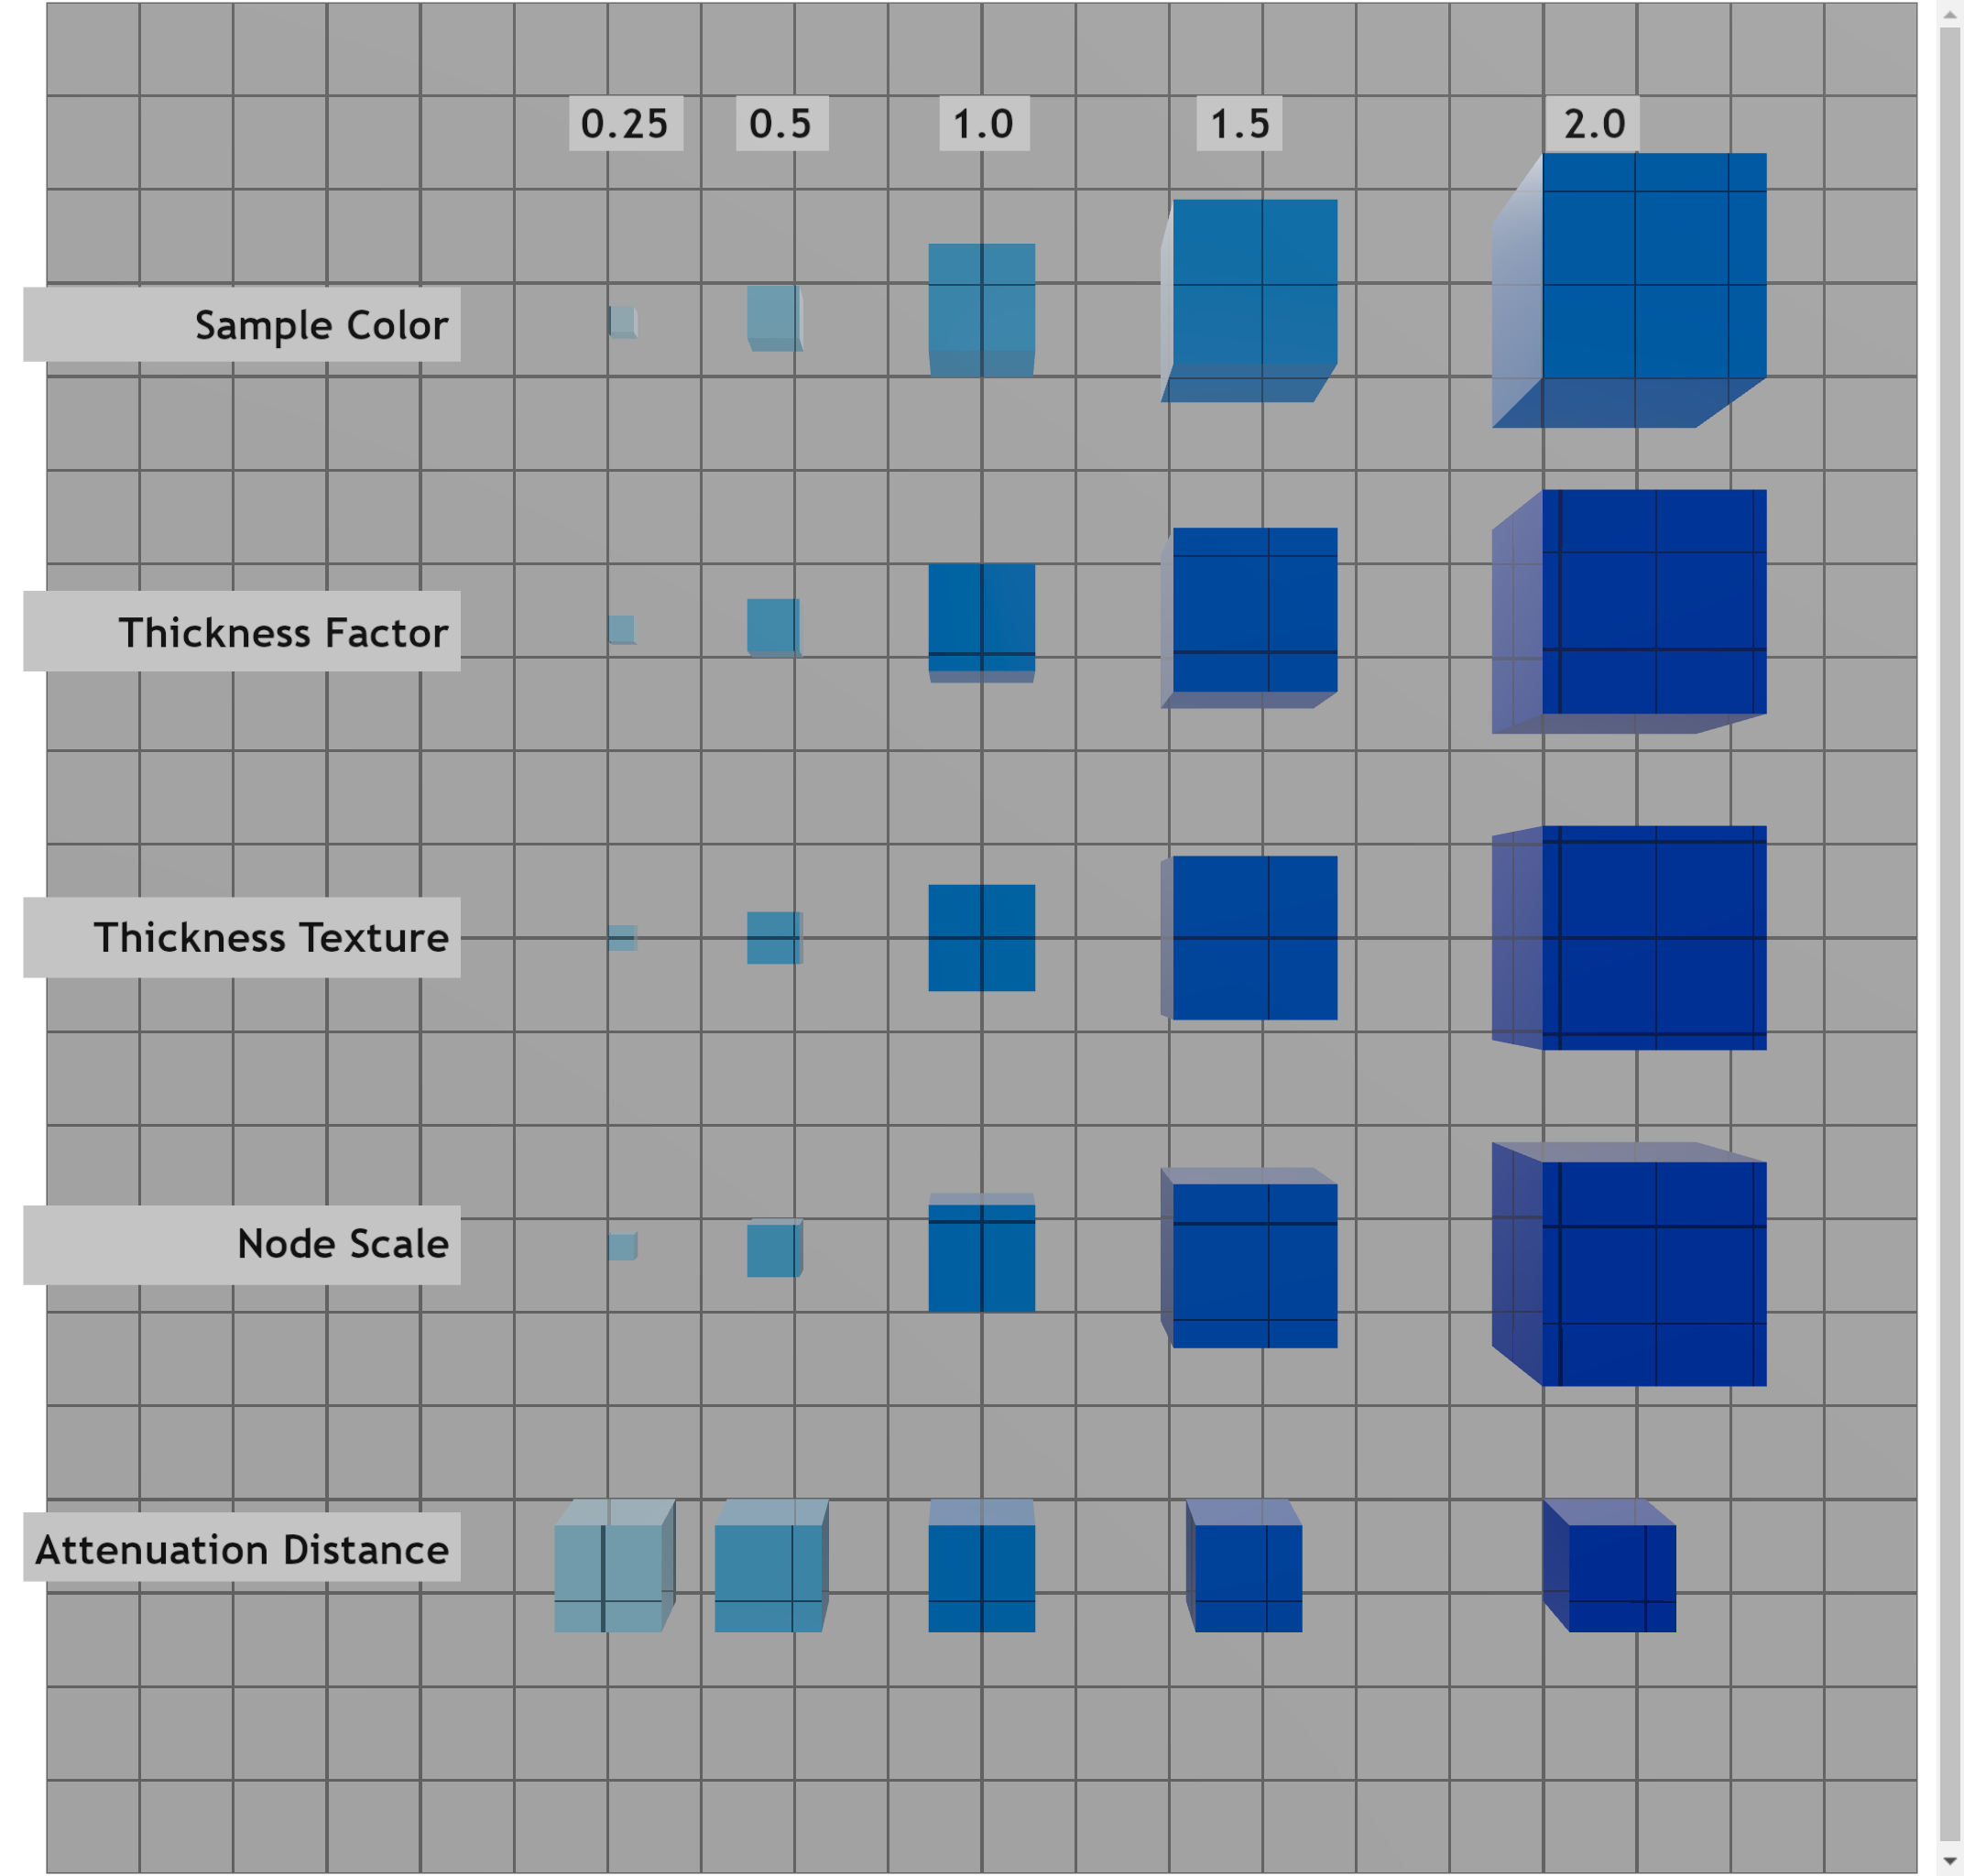 0.25 0.5 1.0 1.5 2.0
Sample Color
Thickness Factor
Thickness Texture
Node Scale
Attenuation Distance